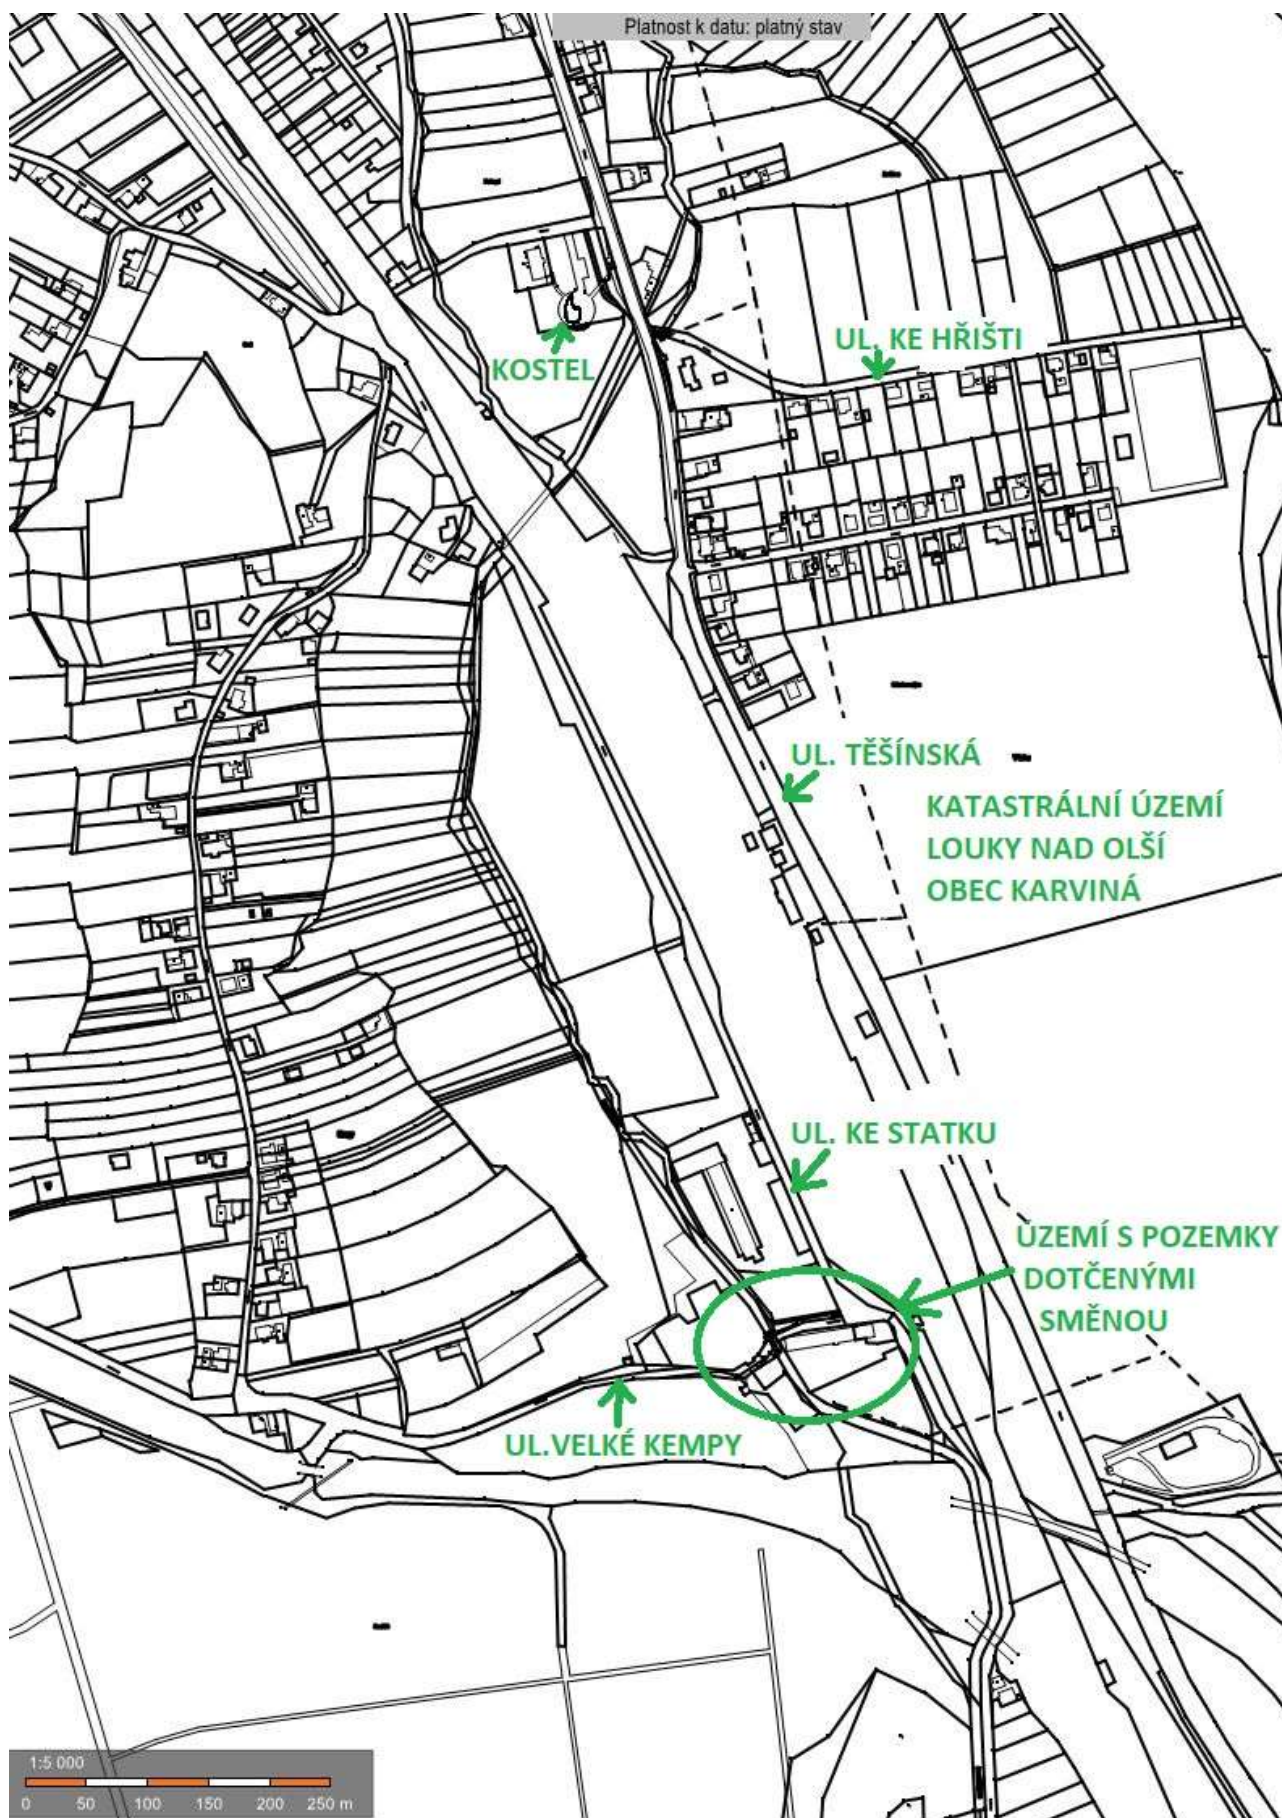 Platnost k datu: platný stav
UL. KE HŘIŠTI
KOSTEL
UL. TĚŠÍNSKÁ
KATASTRÁLNÍ ÚZEMÍ
LOUKY NAD OLŠÍ
OBEC KARVINÁ
UL. KE STATKU
ÚZEMÍ S POZEMKY
DOTČENÝMI
SMĚNOU
UL.VELKÉ KEMPY
1:5 000
0 50 100 150 200 250 m